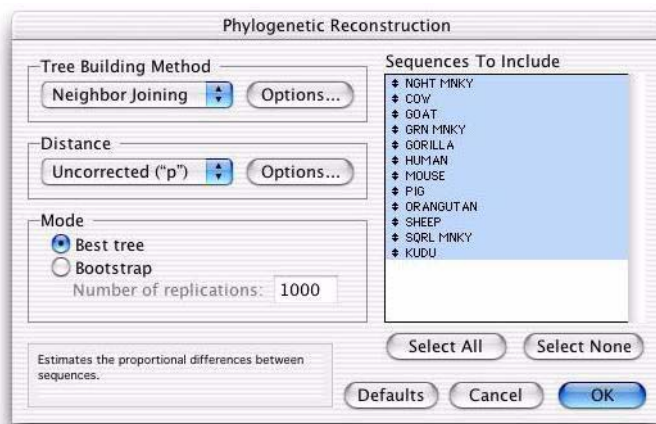 Phylogenetic Reconstruction
Tree Building Method
Neighbor Joining
Options...
Distance
Uncorrected ("p")
Options...
Mode
Best tree
Bootstrap
Number of replications: 1000
Estimates the proportional differences between
sequences.
Sequences To Include
NGHT MNKY
COW
GOAT
GRN MNKY
GORILLA
HUMAN
MOUSE
PIG
ORANGUTAN
SHEEP
SQRL MNKY
KUDU
Select All
Select None
Defaults
Cancel
OK